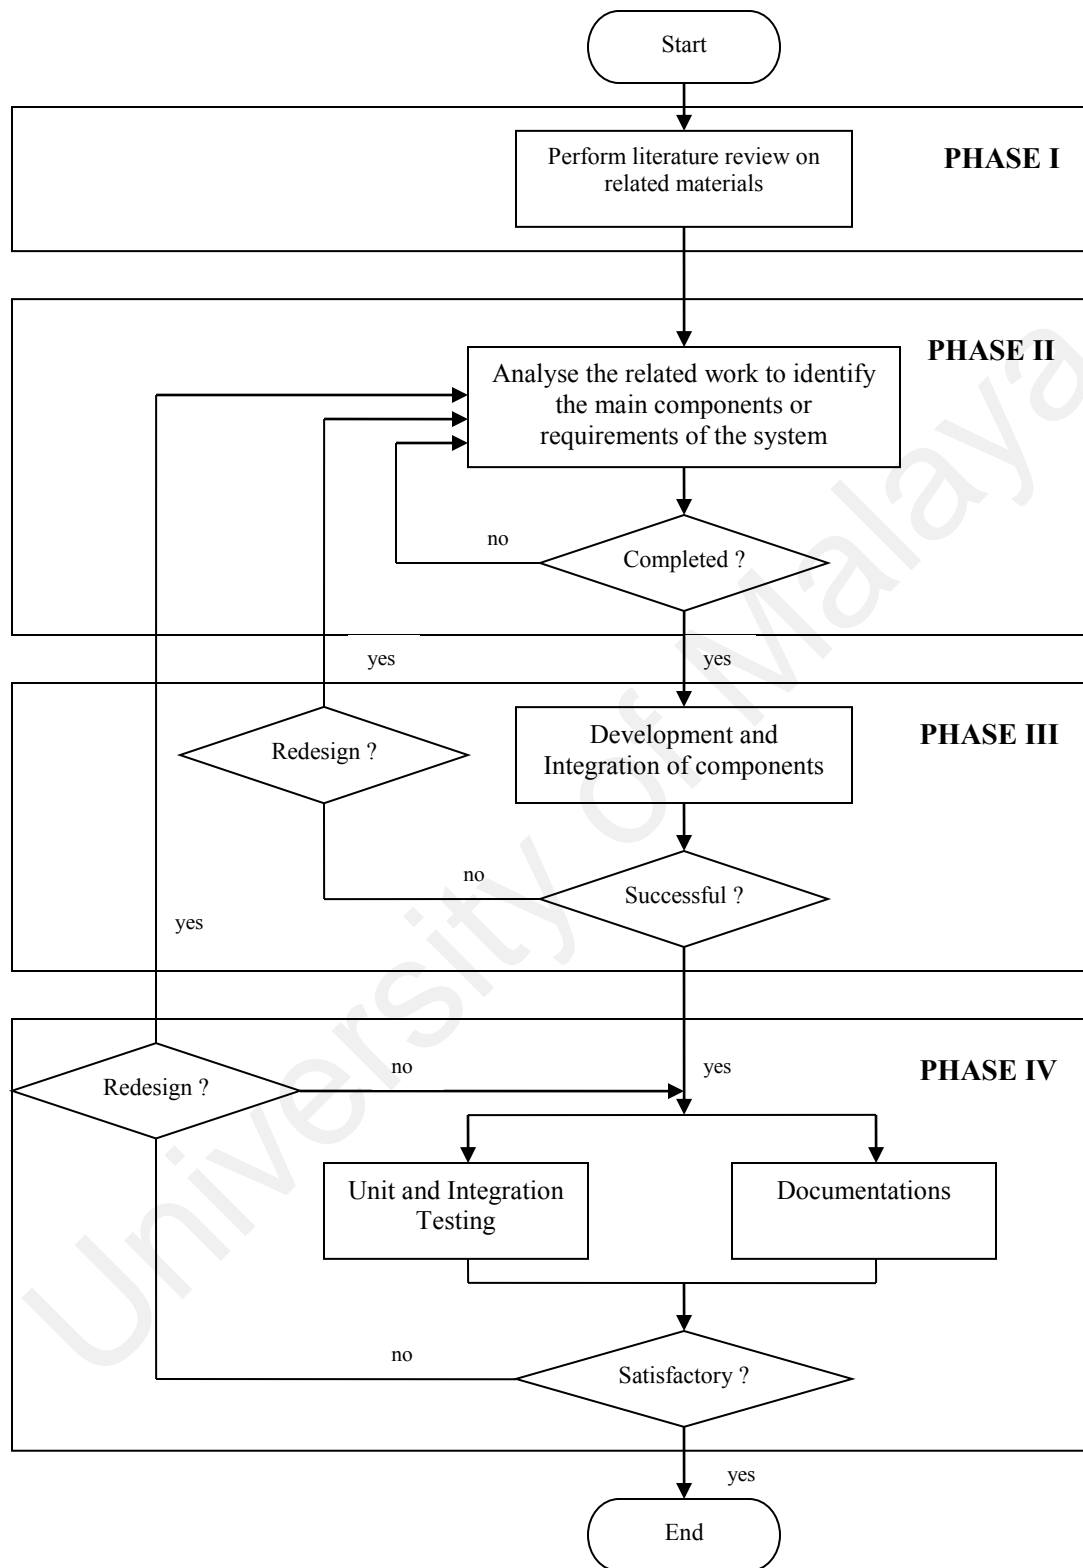 Start
PHASE I
Perform literature review on
related materials
PHASE II
Analyse the related work to identify
the main components or
requirements of the system
no
Completed ?
yes
yes
PHASE III
Redesign ?
Development and
Integration of components
no
Successful ?
yes
PHASE IV
Redesign ?
no
yes
Unit and Integration
Testing
Documentations
no
Satisfactory ?
yes
End
University of Malaya